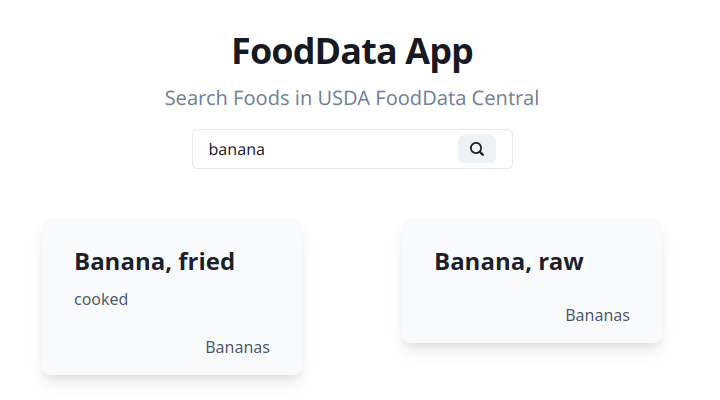 FoodData App
Search Foods in USDA FoodData Central
banana
Banana, fried
cooked
Bananas
Banana, raw
Bananas